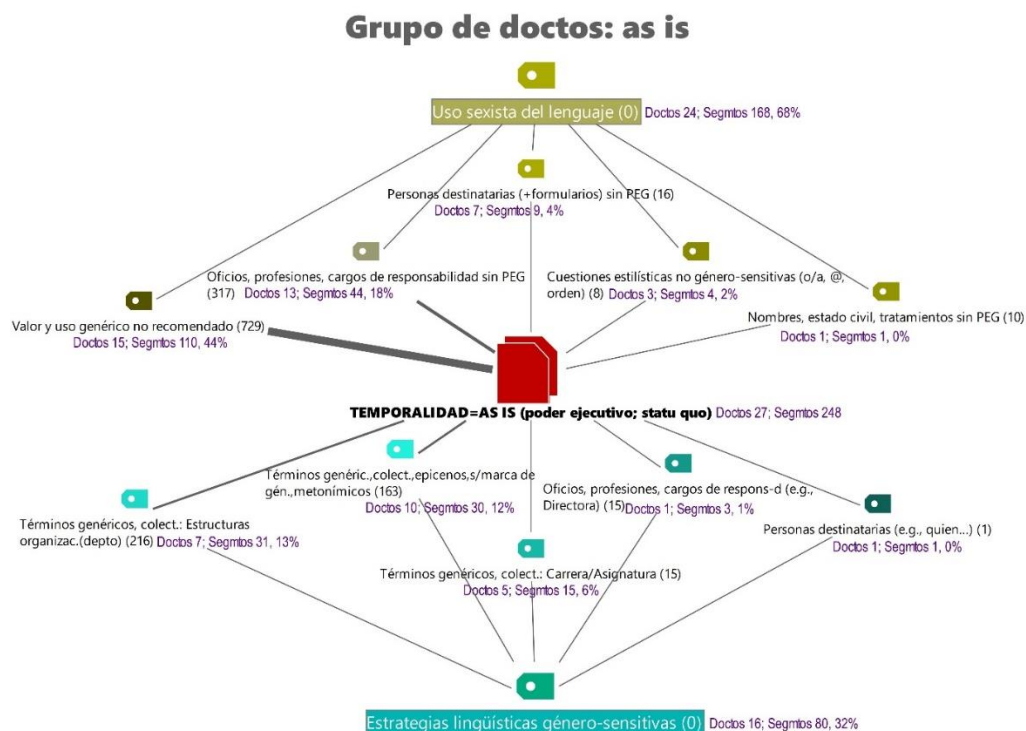 Grupo de doctos: as is
Uso sexista del lenguaje (0) Doctos 24; Segmtos 168, 68%
Personas destinatarias (+formularios) sin PEG (16)
Doctos 7; Segmtos 9, 4%
Oficios, profesiones, cargos de responsabilidad sin PEG
(317) Doctos 13; Segmtos 44, 18%
Cuestiones estilísticas no género-sensitivas (o/a, @,
orden) (8) Doctos 3; Segmtos 4, 2%
Valor y uso genérico no recomendado (729)
Doctos 15; Segmtos 110, 44%
Nombres, estado civil, tratamientos sin PEG (10)
Doctos 1; Segmtos 1, 0%
TEMPORALIDAD=AS IS (poder ejecutivo; statu quo) Doctos 27; Segmtos 248
Términos genéric.,colect.,epicenos,s/marca de
gén.,metonímicos (163)
Doctos 10; Segmtos 30, 12%
Oficios, profesiones, cargos de respons-d (e.g.,
Directora) (15) Doctos 1; Segmtos 3, 1%
Términos genéricos, colect.: Estructuras
organizac.(depto) (216) Doctos 7; Segmtos 31, 13%
Personas destinatarias (e.g., quien...) (1)
Doctos 1; Segmtos 1, 0%
Términos genéricos, colect.: Carrera/Asignatura (15)
Doctos 5; Segmtos 15, 6%
Estrategias lingüísticas género-sensitivas (0) Doctos 16; Segmtos 80, 32%